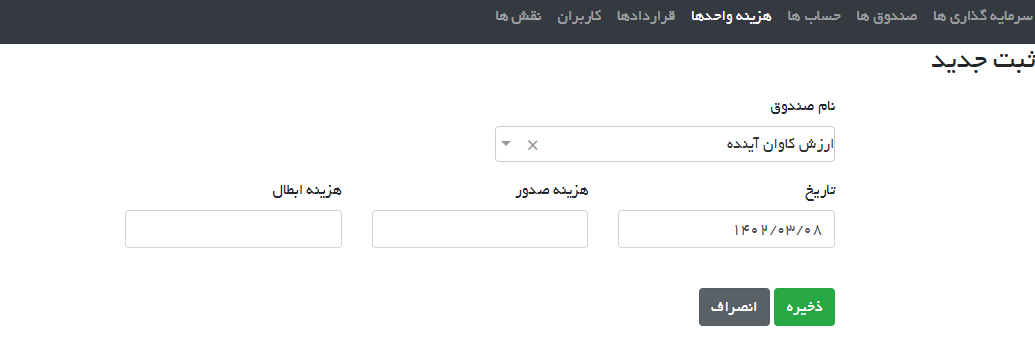 سرمایه گذاری ها صندوق ها حساب ها هزینه واحدها قراردادها کاربران نقش ها
ثبت جدید
نام صندوق
ارزش کاوان آینده ×
تاریخ هزینه صدور هزینه ابطال
۱۴۰۲/۰۳/۰۸
ذخیره انصراف